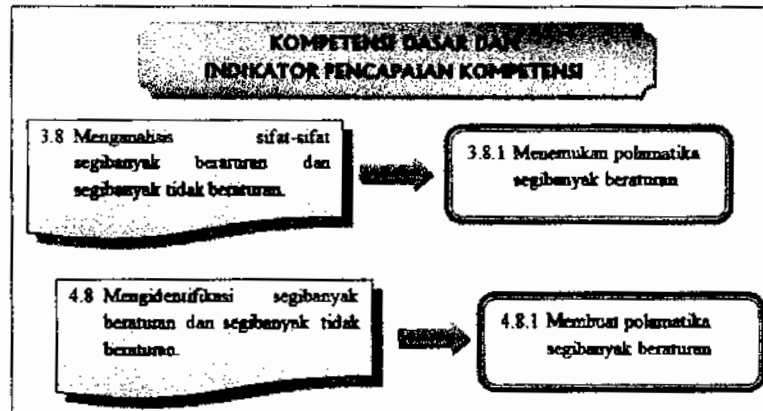 KOMPETENSI DASAR DAN
INDIKATOR PENCAPAIAN KOMPETENSI
3.8 Menganalisis sifat-sifat
segibanyak beraturan dan
segibanyak tidak beraturan.
3.8.1 Menemukan polamatika
segibanyak beraturan
4.8 Mengidentifikasi segibanyak
beraturan dan segibanyak tidak
beraturan.
4.8.1 Membuat polamatika
segibanyak beraturan